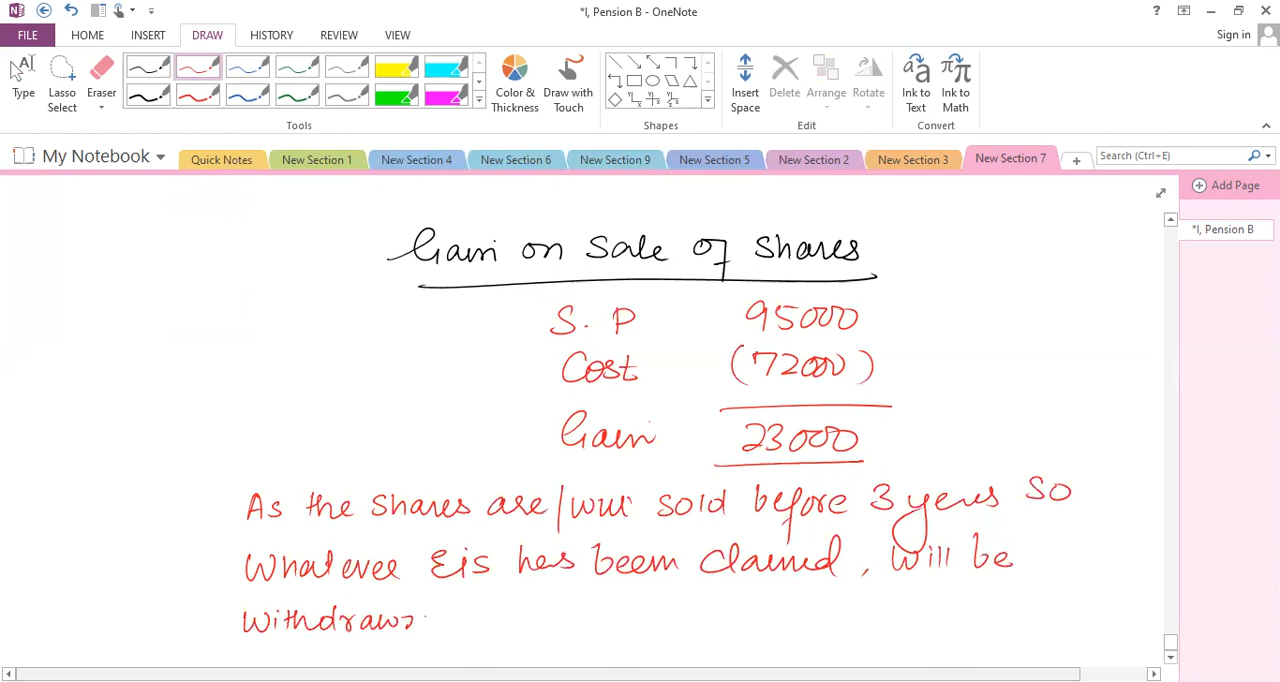 *I, Pension B - OneNote
?
Sign in
FILE HOME INSERT DRAW HISTORY REVIEW VIEW
Type
Lasso Select
Eraser
Color & Thickness
Draw with Touch
Insert Space
Delete
Arrange
Rotate
Ink to Text
Ink to Math
Tools
Shapes
Edit
Convert
My Notebook
Quick Notes
New Section 1
New Section 4
New Section 6
New Section 9
New Section 5
New Section 2
New Section 3
New Section 7
Search (Ctrl+E)
Add Page
*I, Pension B
Gain on Sale of Shares
S. P 95000
Cost (72000)
Gain 23000
As the Shares are/ sold before 3 yeres So
Whatever Eis has been claimed, will be
withdraws